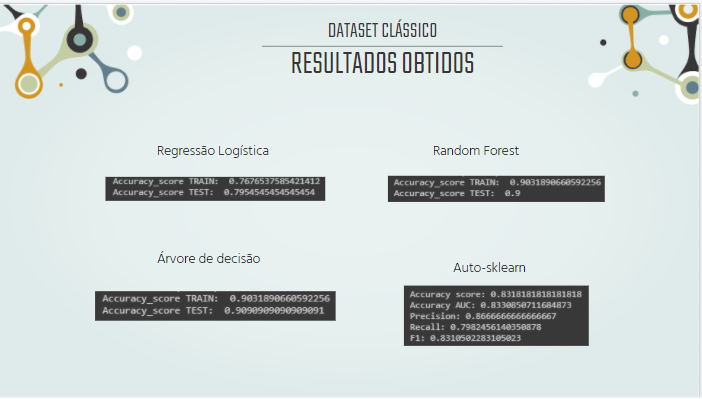 DATASET CLÁSSICO
RESULTADOS OBTIDOS
Regressão Logística
Accuracy_score TRAIN: 0.7676537585421412
Accuracy_score TEST: 0.7954545454545454
Random Forest
Accuracy_score TRAIN: 0.9031890660592256
Accuracy_score TEST: 0.9
Árvore de decisão
Accuracy_score TRAIN: 0.9031890660592256
Accuracy_score TEST: 0.9090909090909091
Auto-sklearn
Accuracy score: 0.8318181818181818
Accuracy AUC: 0.8330850711684873
Precision: 0.8666666666666667
Recall: 0.7982456140350878
F1: 0.8310502283105023